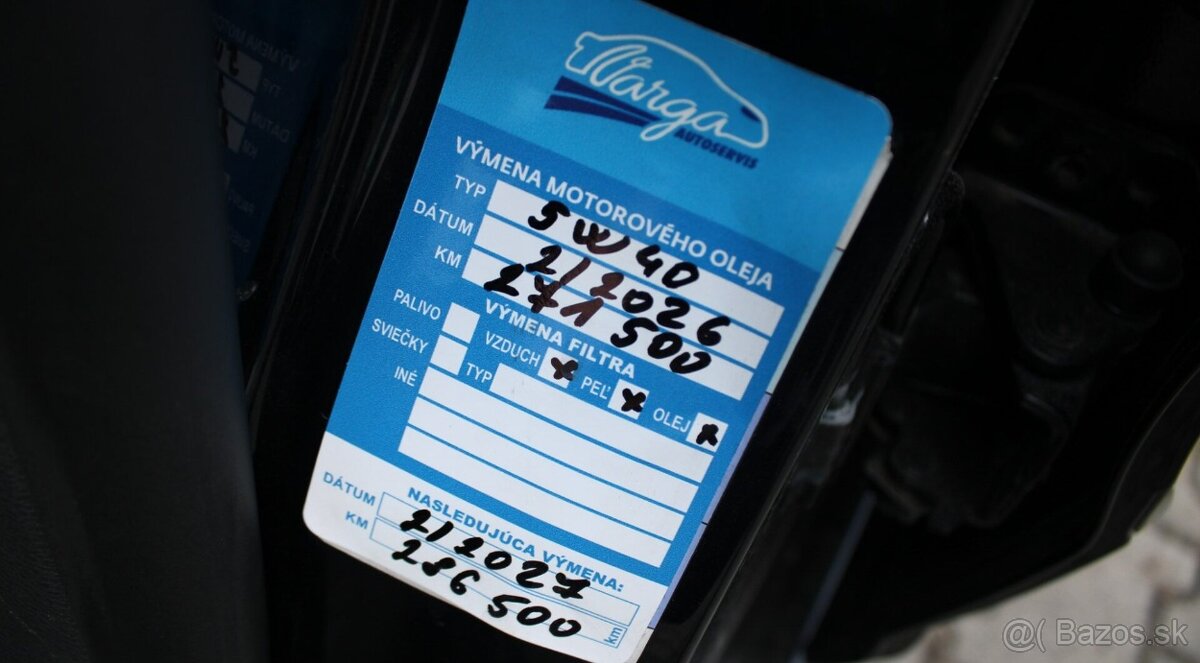 Varga
AUTOSERVIS
VÝMENA MOTOROVÉHO OLEJA
TYP 5W40
DÁTUM 2/2026
KM 271 500
VÝMENA FILTRA
PALIVO VZDUCH x PEĽ x OLEJ x
SVIEČKY TYP
INÉ
NASLEDUJÚCA VÝMENA:
DÁTUM 2/2027
KM 286 500 km
@( Bazos.sk